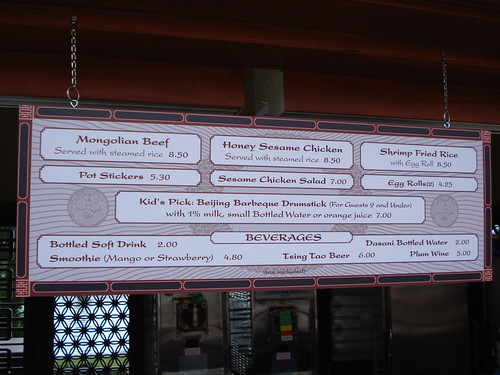 Mongolian Beef
Served with steamed rice 8.50
Honey Sesame Chicken
Served with steamed rice 8.50
Shrimp Fried Rice
with Egg Roll 8.50
Pot Stickers 5.30
Sesame Chicken Salad 7.00
Egg Rolls(2) 4.25
Kid's Pick: Beijing Barbeque Drumstick (For Guests 9 and Under)
with 1% milk, small Bottled Water or orange juice 7.00
BEVERAGES
Bottled Soft Drink 2.00
Dasani Bottled Water 2.00
Smoothie (Mango or Strawberry) 4.80
Tsing Tao Beer 6.00
Plum Wine 5.00